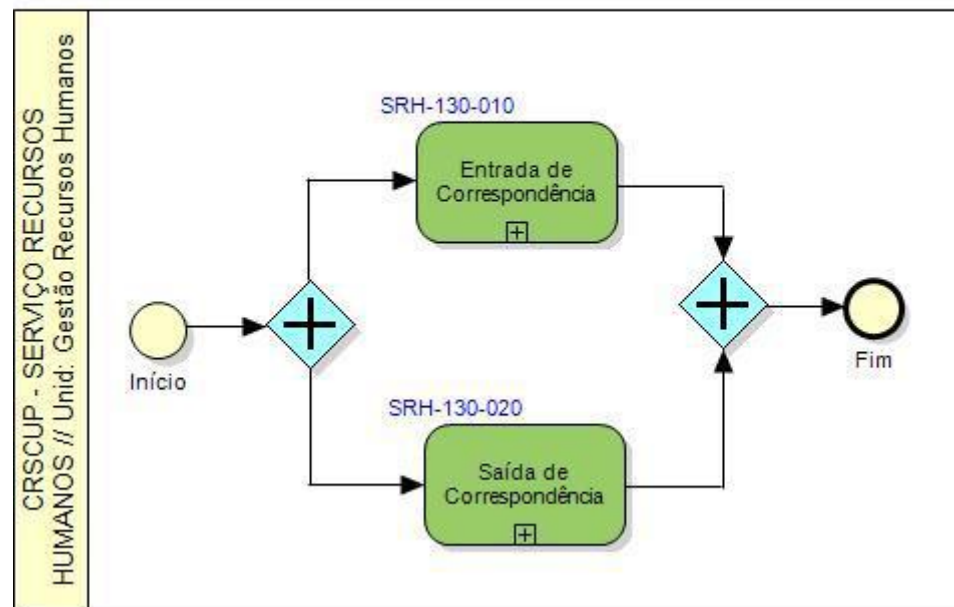 CRSCUP - SERVIÇO RECURSOS
HUMANOS // Unid: Gestão Recursos Humanos
SRH-130-010
Entrada de
Correspondência
Início
Fim
SRH-130-020
Saída de
Correspondência